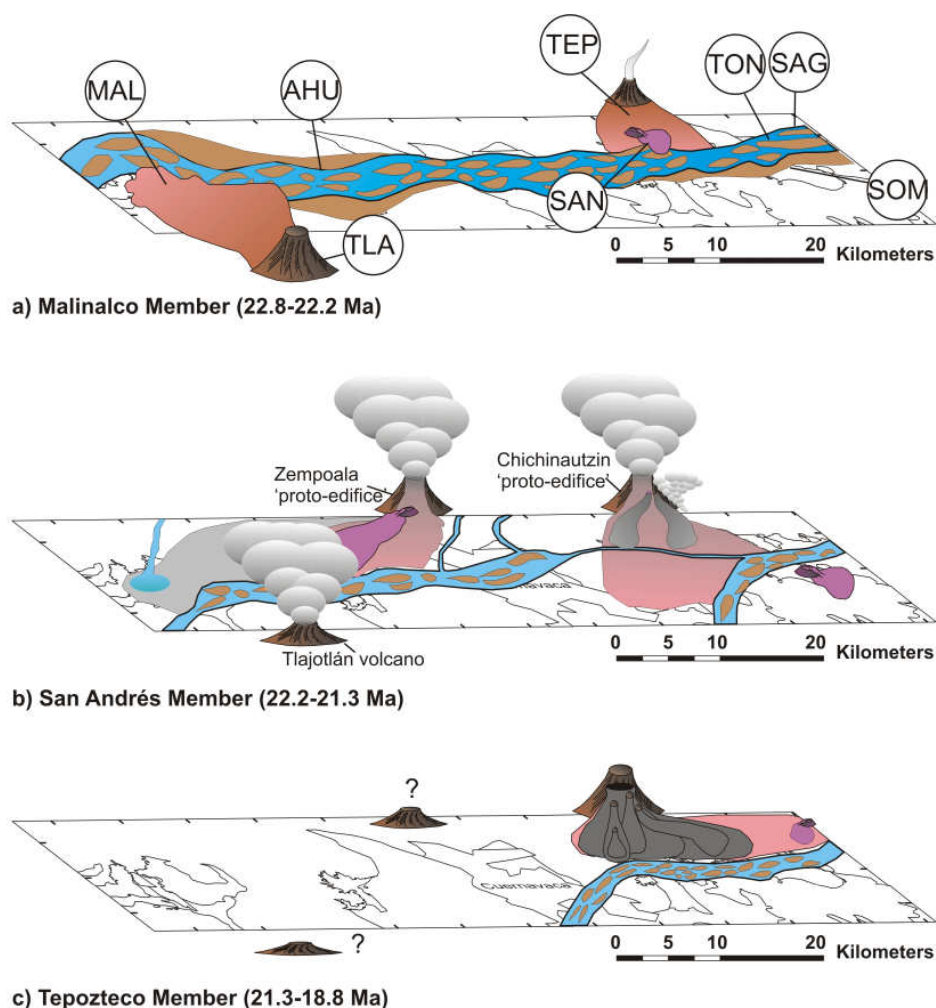 TEP
TON
SAG
MAL
AHU
SAN
SOM
TLA
0 5 10 20
Kilometers
a) Malinalco Member (22.8-22.2 Ma)
Zempoala
'proto-edifice'
Chichinautzin
'proto-edifice'
Tlajotlán volcano
0 5 10 20
Kilometers
b) San Andrés Member (22.2-21.3 Ma)
?
Cuernavaca
?
0 5 10 20
Kilometers
c) Tepozteco Member (21.3-18.8 Ma)